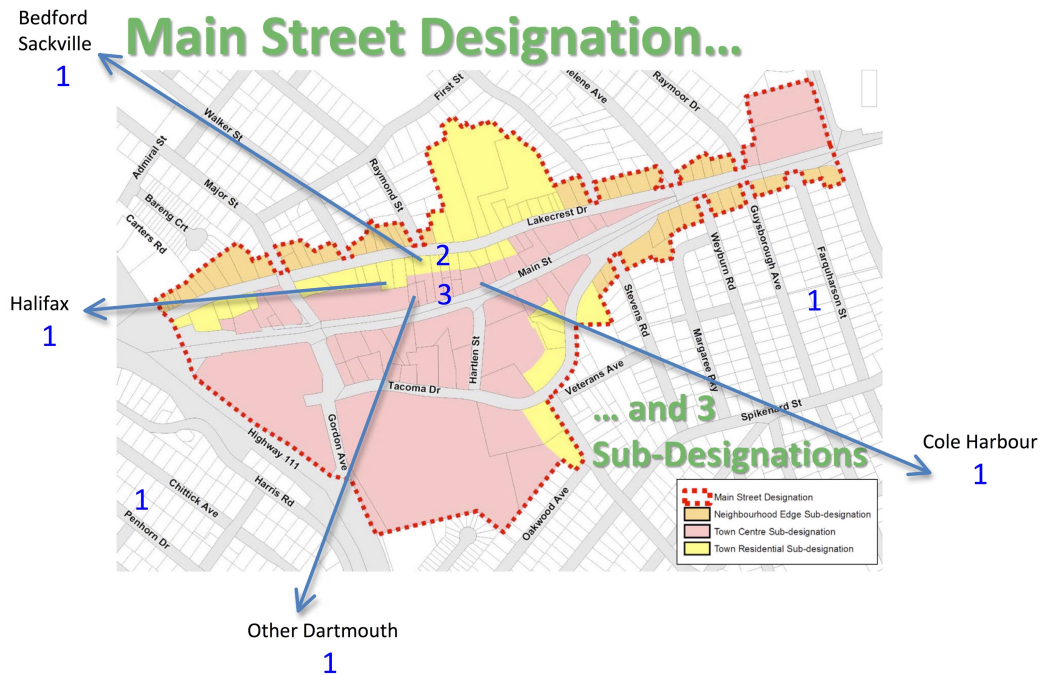 Bedford
Sackville
1
Main Street Designation...
First St
elene Ave
Raymoor Dr
Walker St
Admiral St
Raymond St
Major St
Bareng Crt
Carters Rd
Lakecrest Dr
2
Main St
3
Halifax
1
Weyburn Rd
Guysborough Ave
Farquharson St
1
Stevens Rd
Margaree Pky
Hartlen St
Tacoma Dr
Veterans Ave
Spikenard St
... and 3
Sub-Designations
Gordon Ave
Highway 111
Harris Rd
Chittick Ave
1
Penhorn Dr
Oakwood Ave
Cole Harbour
1
Main Street Designation
Neighbourhood Edge Sub-designation
Town Centre Sub-designation
Town Residential Sub-designation
Other Dartmouth
1